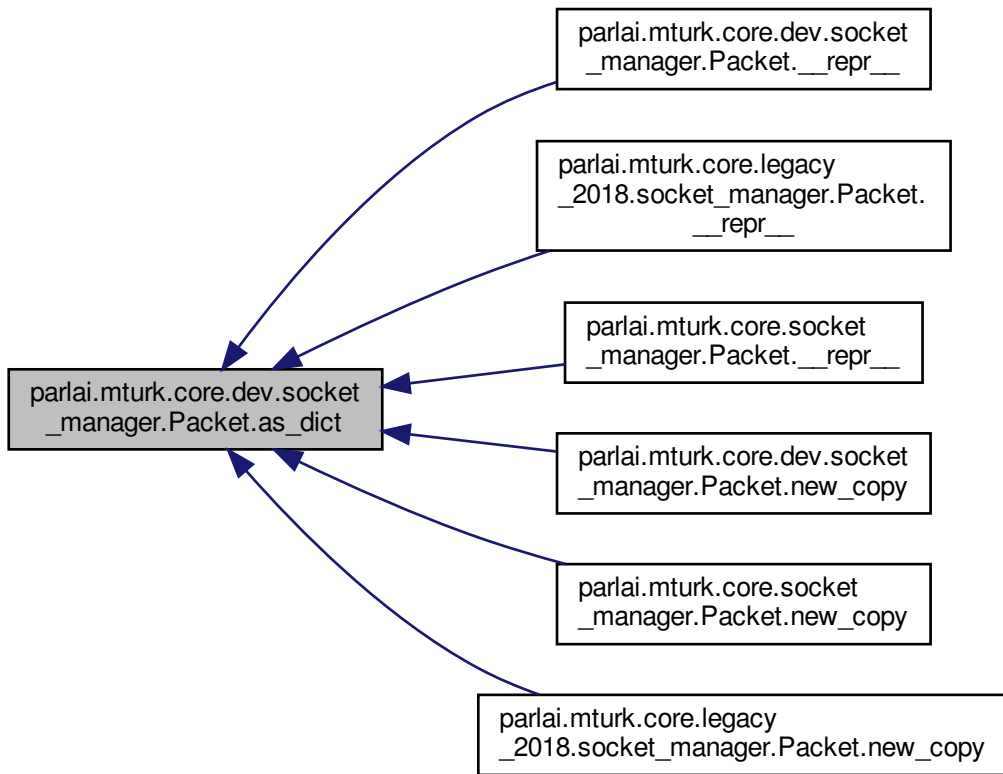 parlai.mturk.core.dev.socket
_manager.Packet.__repr__
parlai.mturk.core.legacy
_2018.socket_manager.Packet.
__repr__
parlai.mturk.core.socket
_manager.Packet.__repr__
parlai.mturk.core.dev.socket
_manager.Packet.as_dict
parlai.mturk.core.dev.socket
_manager.Packet.new_copy
parlai.mturk.core.socket
_manager.Packet.new_copy
parlai.mturk.core.legacy
_2018.socket_manager.Packet.new_copy